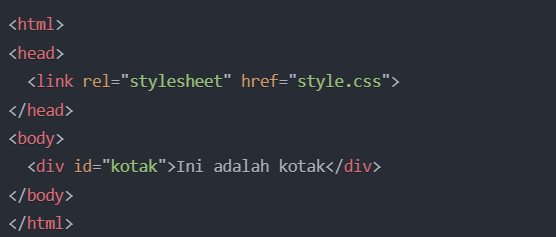 <html>
<head>
  <link rel="stylesheet" href="style.css">
</head>
<body>
  <div id="kotak">Ini adalah kotak</div>
</body>
</html>